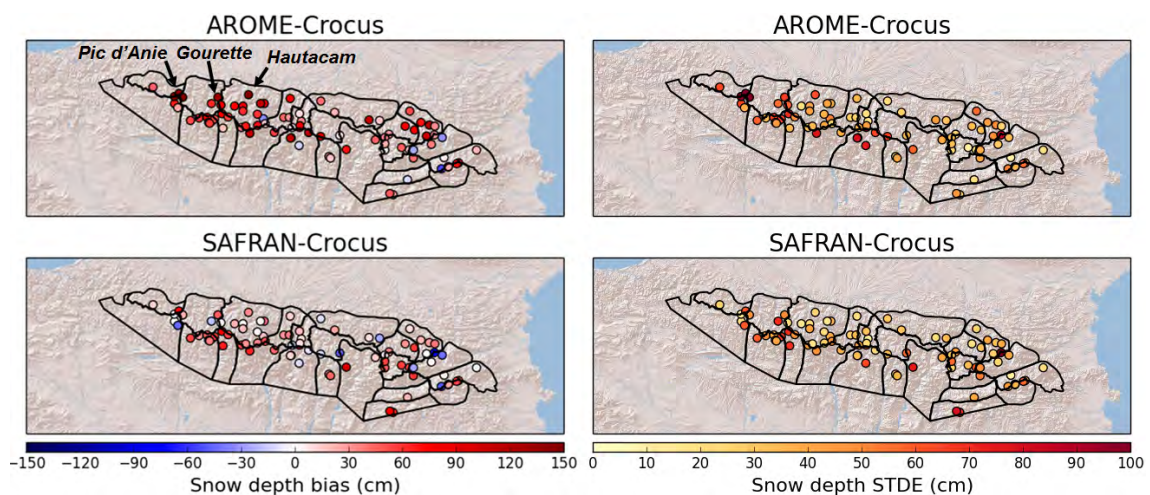 AROME-Crocus
AROME-Crocus
Pic d'Anie Gourette Hautacam
SAFRAN-Crocus
SAFRAN-Crocus
−150 −120 −90 −60 −30 0 30 60 90 120 150
Snow depth bias (cm)
0 10 20 30 40 50 60 70 80 90 100
Snow depth STDE (cm)